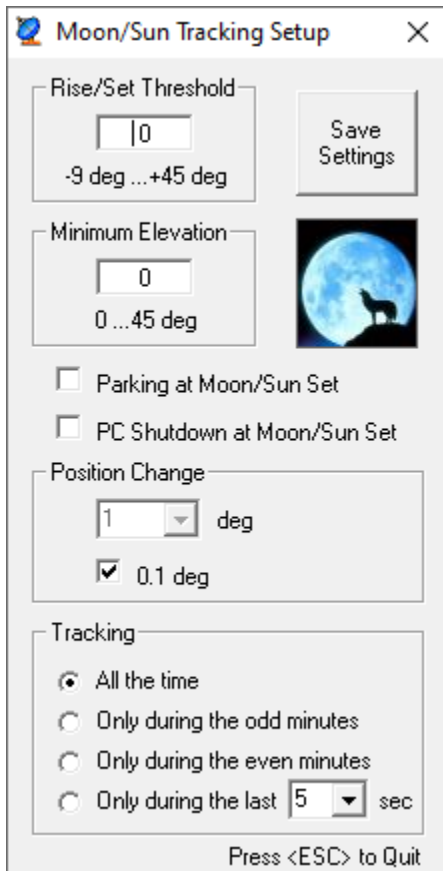 Moon/Sun Tracking Setup
Rise/Set Threshold
0
-9 deg ...+45 deg
Save
Settings
Minimum Elevation
0
0 ...45 deg
Parking at Moon/Sun Set
PC Shutdown at Moon/Sun Set
Position Change
1 deg
0.1 deg
Tracking
All the time
Only during the odd minutes
Only during the even minutes
Only during the last 5 sec
Press <ESC> to Quit